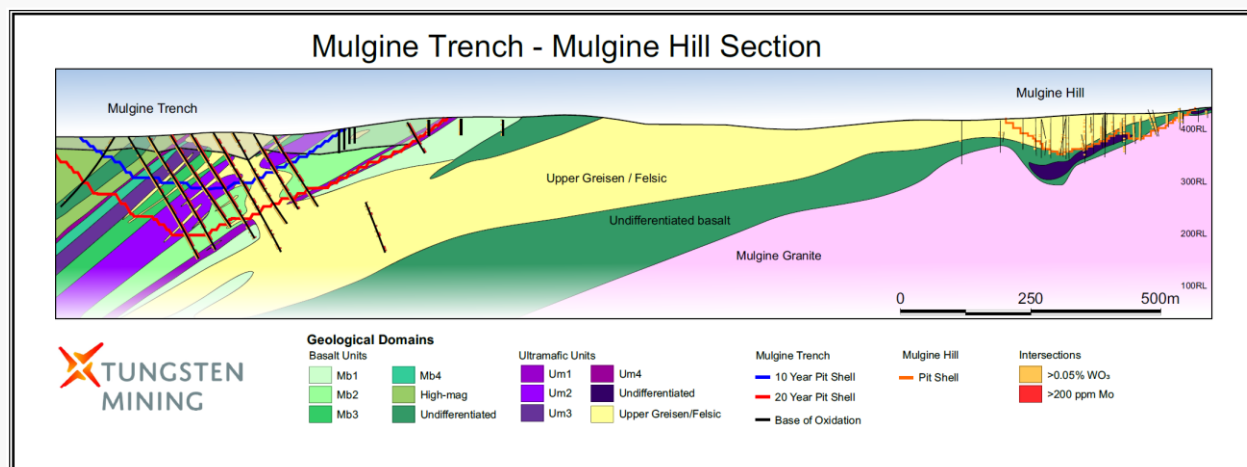 Mulgine Trench - Mulgine Hill Section
Mulgine Trench
Mulgine Hill
400RL
Upper Greisen / Felsic
300RL
Undifferentiated basalt
200RL
Mulgine Granite
100RL
0 250 500m
TUNGSTEN
MINING
Geological Domains
Basalt Units
Mb1
Mb2
Mb3
Mb4
High-mag
Undifferentiated
Ultramafic Units
Um1
Um2
Um3
Um4
Undifferentiated
Upper Greisen/Felsic
Mulgine Trench
10 Year Pit Shell
20 Year Pit Shell
Base of Oxidation
Mulgine Hill
Pit Shell
Intersections
>0.05% WO₃
>200 ppm Mo